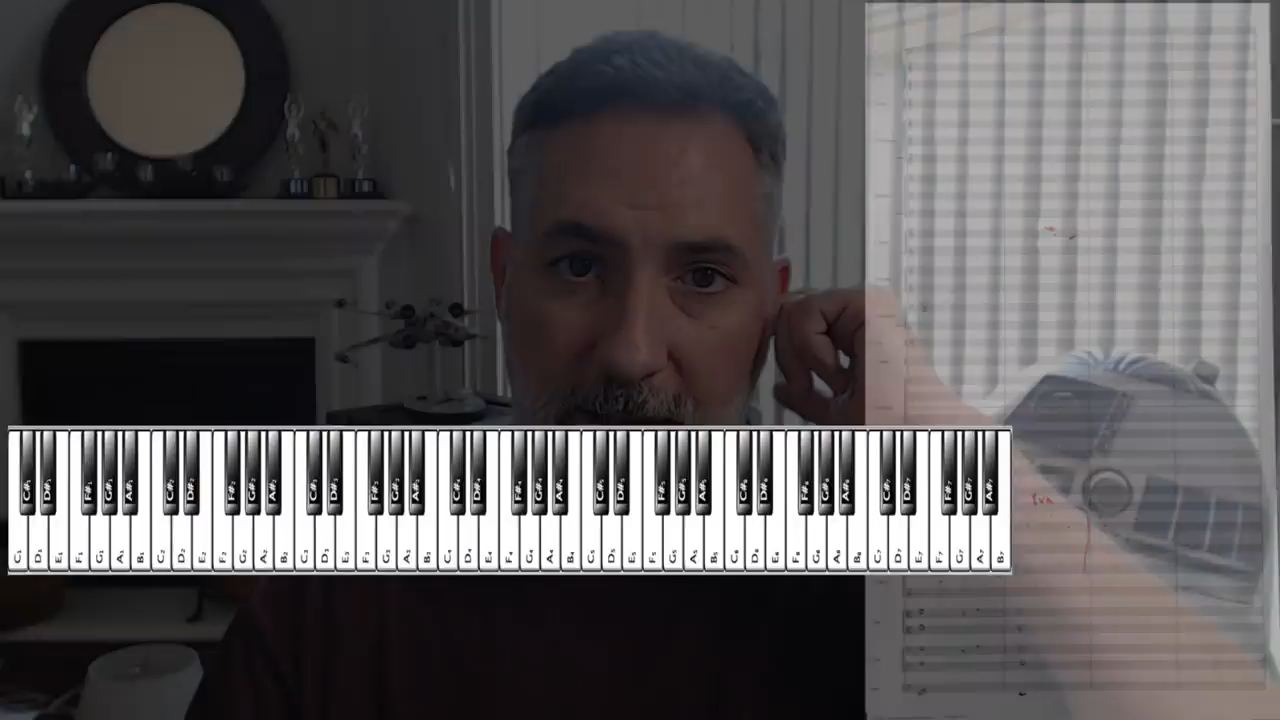 C#₁ D#₁ F#₁ G#₁ A#₁ C#₂ D#₂ F#₂ G#₂ A#₂ C#₃ D#₃ F#₃ G#₃ A#₃ C#₄ D#₄ F#₄ G#₄ A#₄ C#₅ D#₅ F#₅ G#₅ A#₅ C#₆ D#₆ F#₆ G#₆ A#₆ C#₇ D#₇ F#₇ G#₇ A#₇
C₁ D₁ E₁ F₁ G₁ A₁ B₁ C₂ D₂ E₂ F₂ G₂ A₂ B₂ C₃ D₃ E₃ F₃ G₃ A₃ B₃ C₄ D₄ E₄ F₄ G₄ A₄ B₄ C₅ D₅ E₅ F₅ G₅ A₅ B₅ C₆ D₆ E₆ F₆ G₆ A₆ B₆ C₇ D₇ E₇ F₇ G₇ A₇ B₇